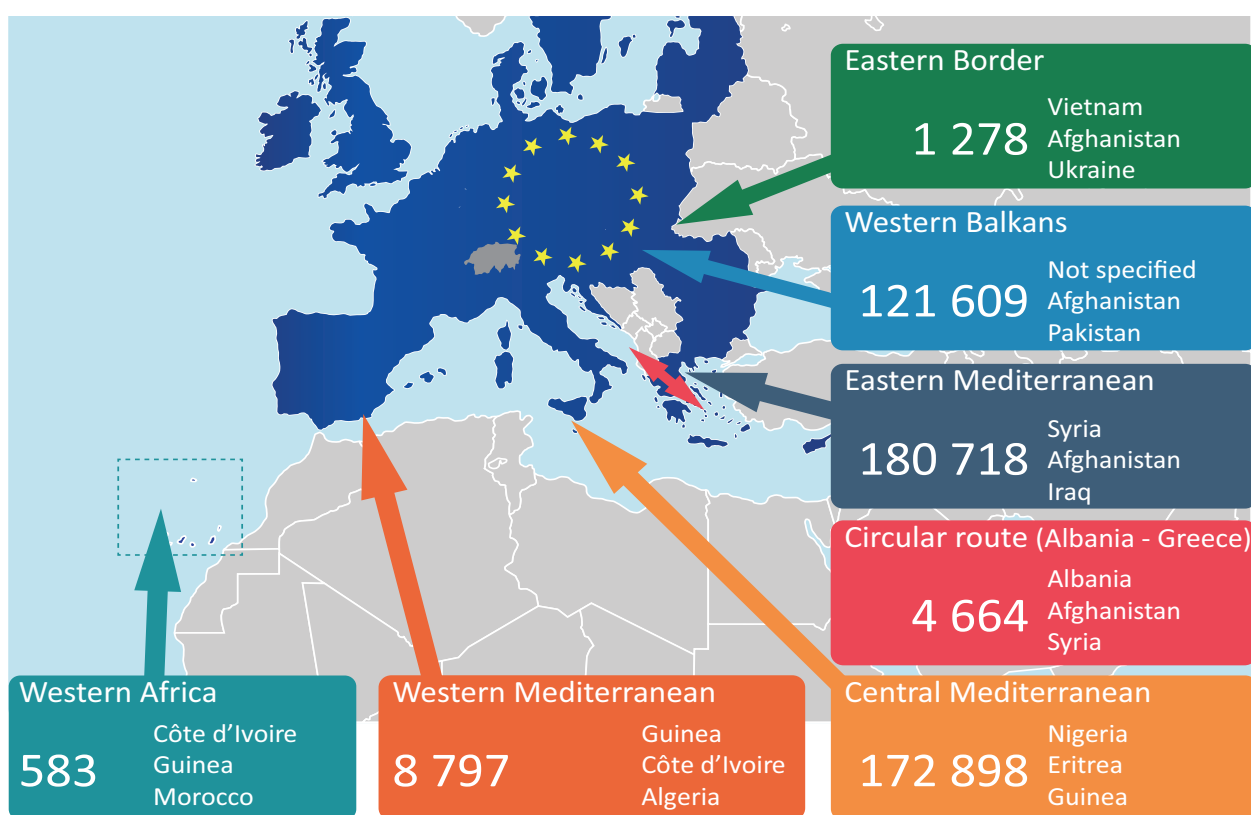 Eastern Border
1 278
Vietnam
Afghanistan
Ukraine
Western Balkans
121 609
Not specified
Afghanistan
Pakistan
Eastern Mediterranean
180 718
Syria
Afghanistan
Iraq
Circular route (Albania - Greece)
4 664
Albania
Afghanistan
Syria
Western Africa
583
Côte d’Ivoire
Guinea
Morocco
Western Mediterranean
8 797
Guinea
Côte d’Ivoire
Algeria
Central Mediterranean
172 898
Nigeria
Eritrea
Guinea